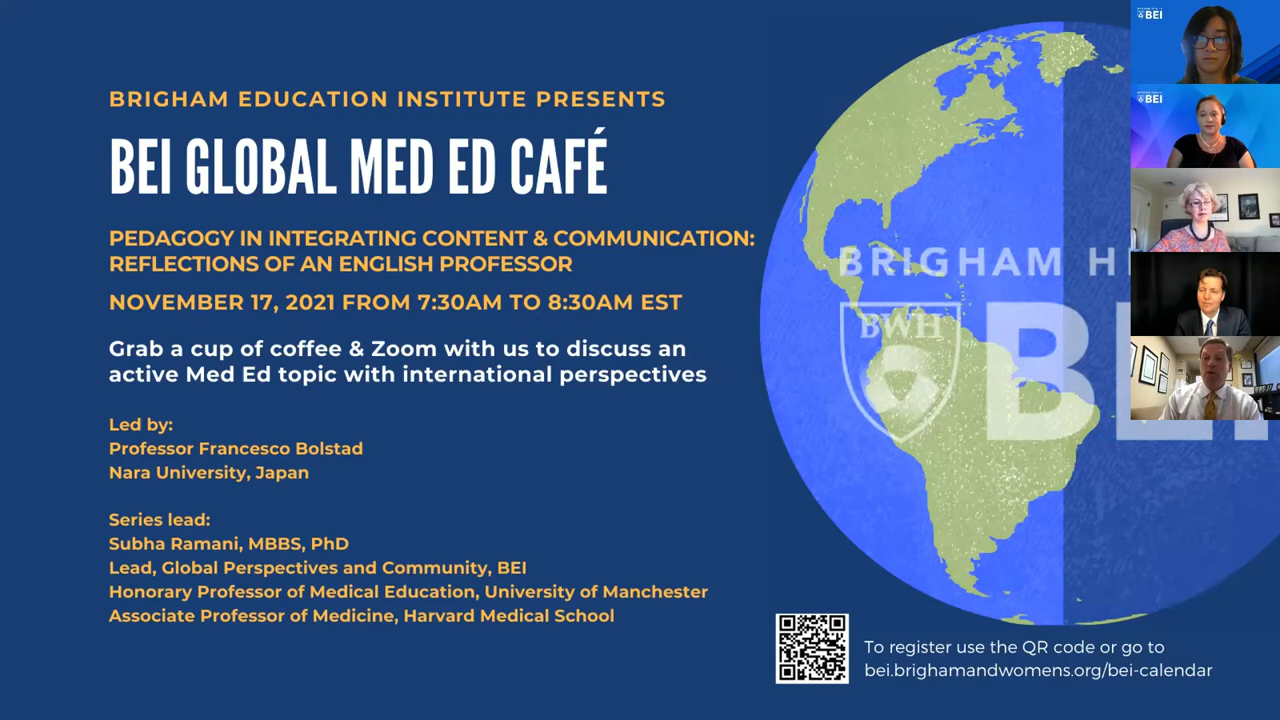 BRIGHAM EDUCATION INSTITUTE PRESENTS
BEI GLOBAL MED ED CAFÉ
PEDAGOGY IN INTEGRATING CONTENT & COMMUNICATION:
REFLECTIONS OF AN ENGLISH PROFESSOR
NOVEMBER 17, 2021 FROM 7:30AM TO 8:30AM EST
Grab a cup of coffee & Zoom with us to discuss an
active Med Ed topic with international perspectives
Led by:
Professor Francesco Bolstad
Nara University, Japan
Series lead:
Subha Ramani, MBBS, PhD
Lead, Global Perspectives and Community, BEI
Honorary Professor of Medical Education, University of Manchester
Associate Professor of Medicine, Harvard Medical School
BRIGHAM H
BWH
BEI
To register use the QR code or go to
bei.brighamandwomens.org/bei-calendar
BEI
BEI